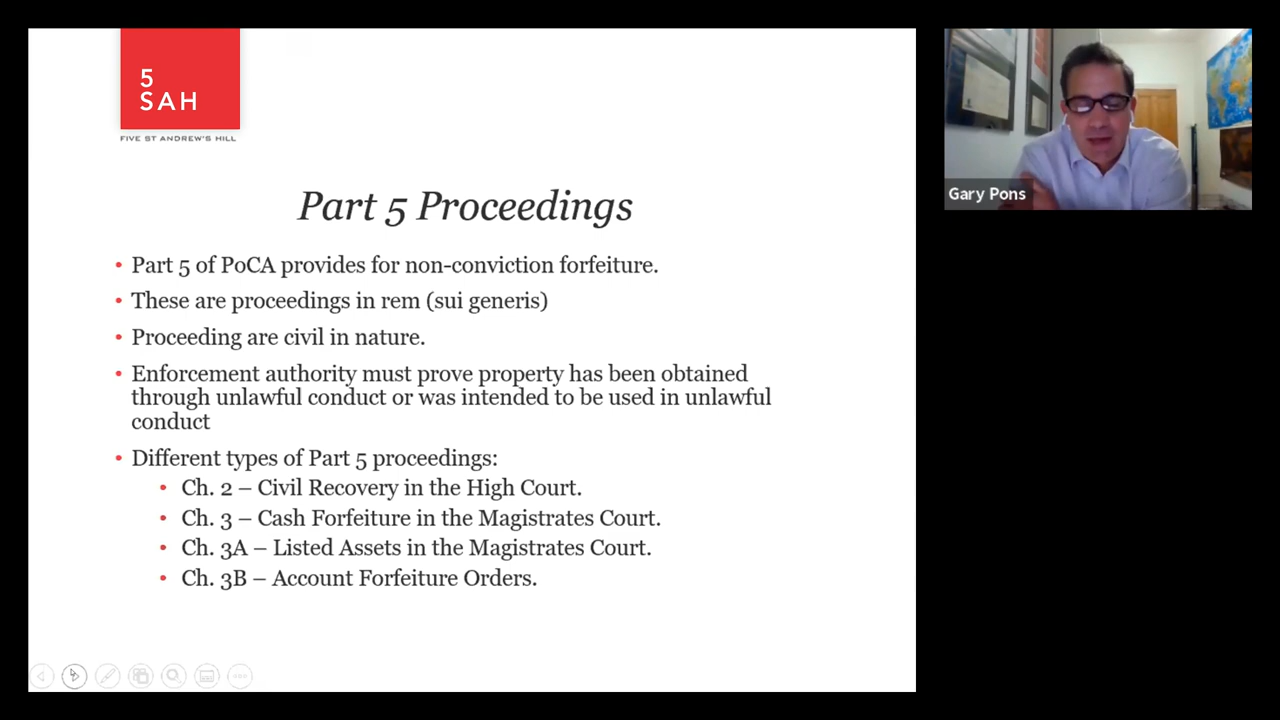 5
SAH
FIVE ST ANDREW'S HILL
Part 5 Proceedings
• Part 5 of PoCA provides for non-conviction forfeiture.
• These are proceedings in rem (sui generis)
• Proceeding are civil in nature.
• Enforcement authority must prove property has been obtained
through unlawful conduct or was intended to be used in unlawful
conduct
• Different types of Part 5 proceedings:
• Ch. 2 – Civil Recovery in the High Court.
• Ch. 3 – Cash Forfeiture in the Magistrates Court.
• Ch. 3A – Listed Assets in the Magistrates Court.
• Ch. 3B – Account Forfeiture Orders.
Gary Pons